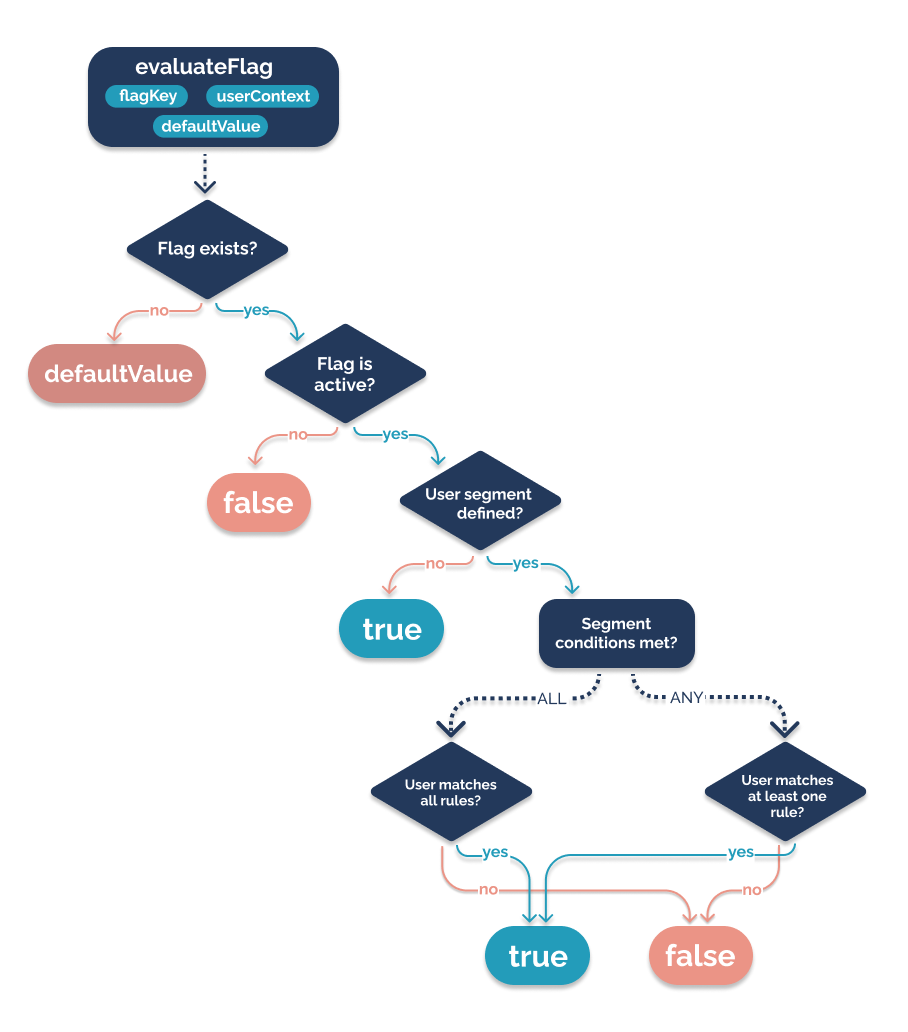 evaluateFlag
flagKey
userContext
defaultValue
Flag exists?
no
yes
defaultValue
Flag is
active?
no
yes
false
User segment
defined?
no
yes
true
Segment
conditions met?
ALL
ANY
User matches
all rules?
User matches
at least one
rule?
yes
yes
no
no
true
false